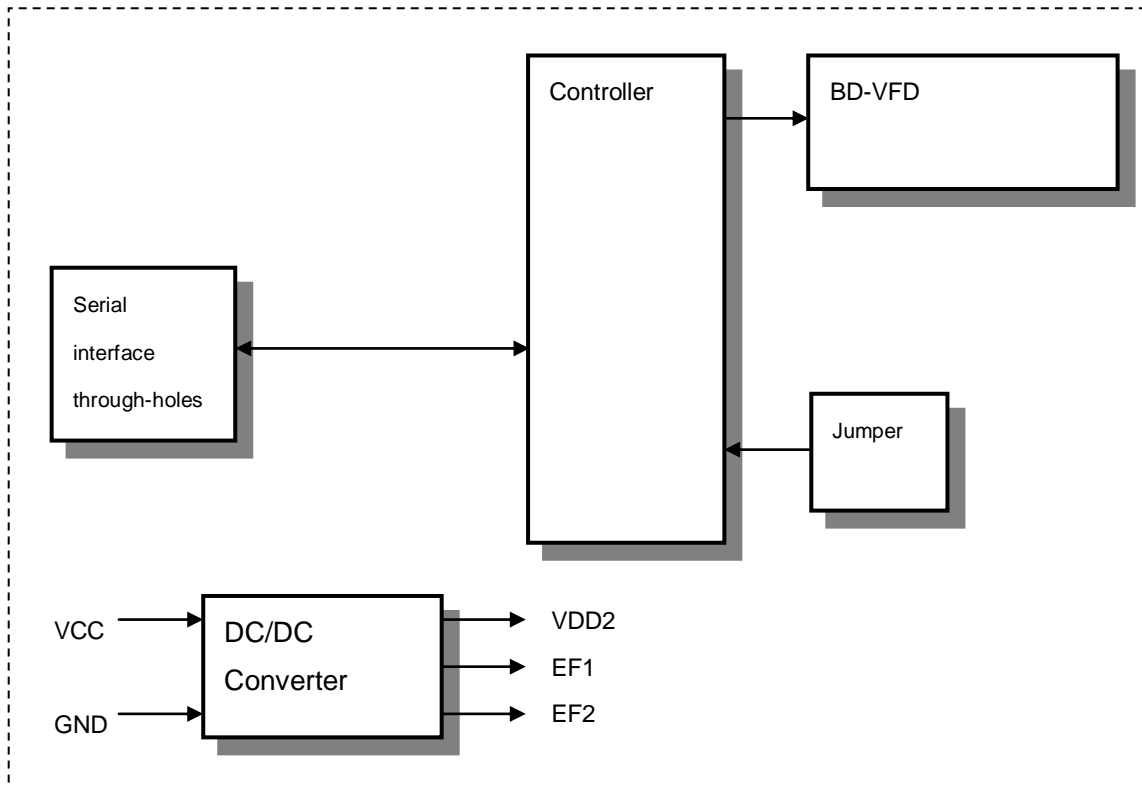 Controller
BD-VFD
Serial
interface
through-holes
Jumper
VCC
GND
DC/DC
Converter
VDD2
EF1
EF2